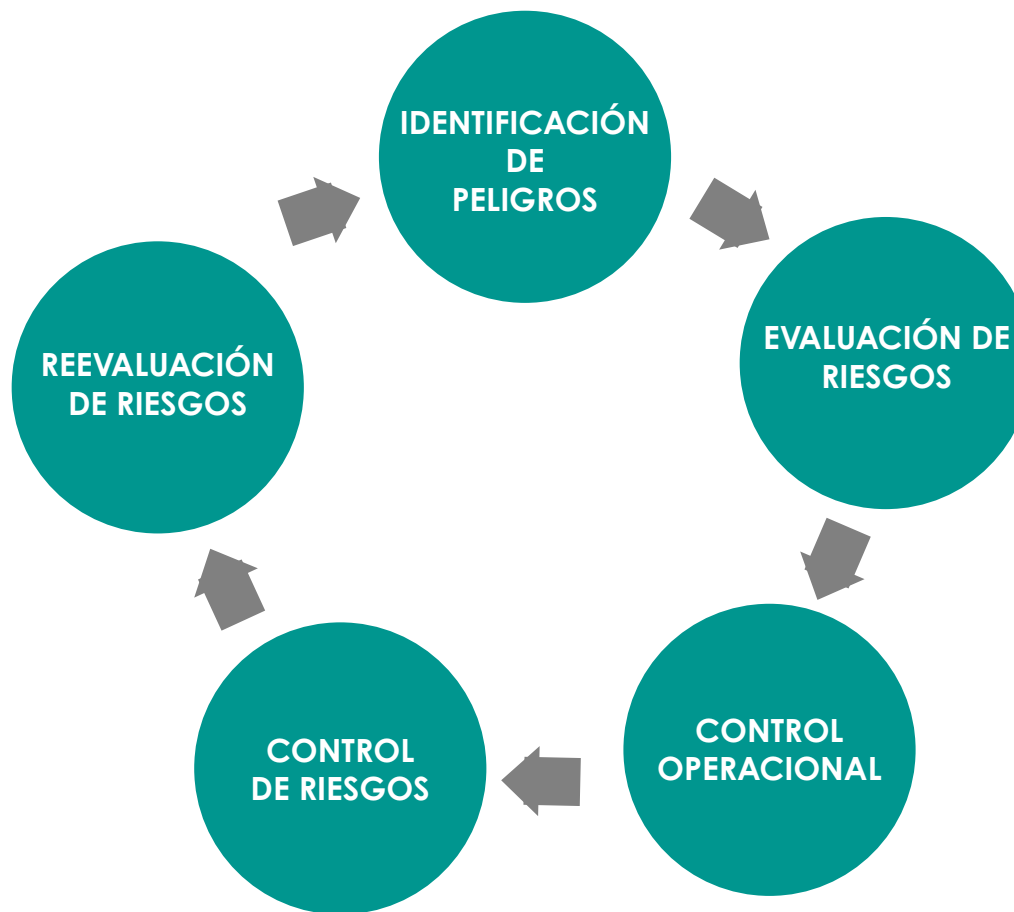 IDENTIFICACIÓN
DE
PELIGROS
EVALUACIÓN DE
RIESGOS
CONTROL
OPERACIONAL
CONTROL
DE RIESGOS
REEVALUACIÓN
DE RIESGOS